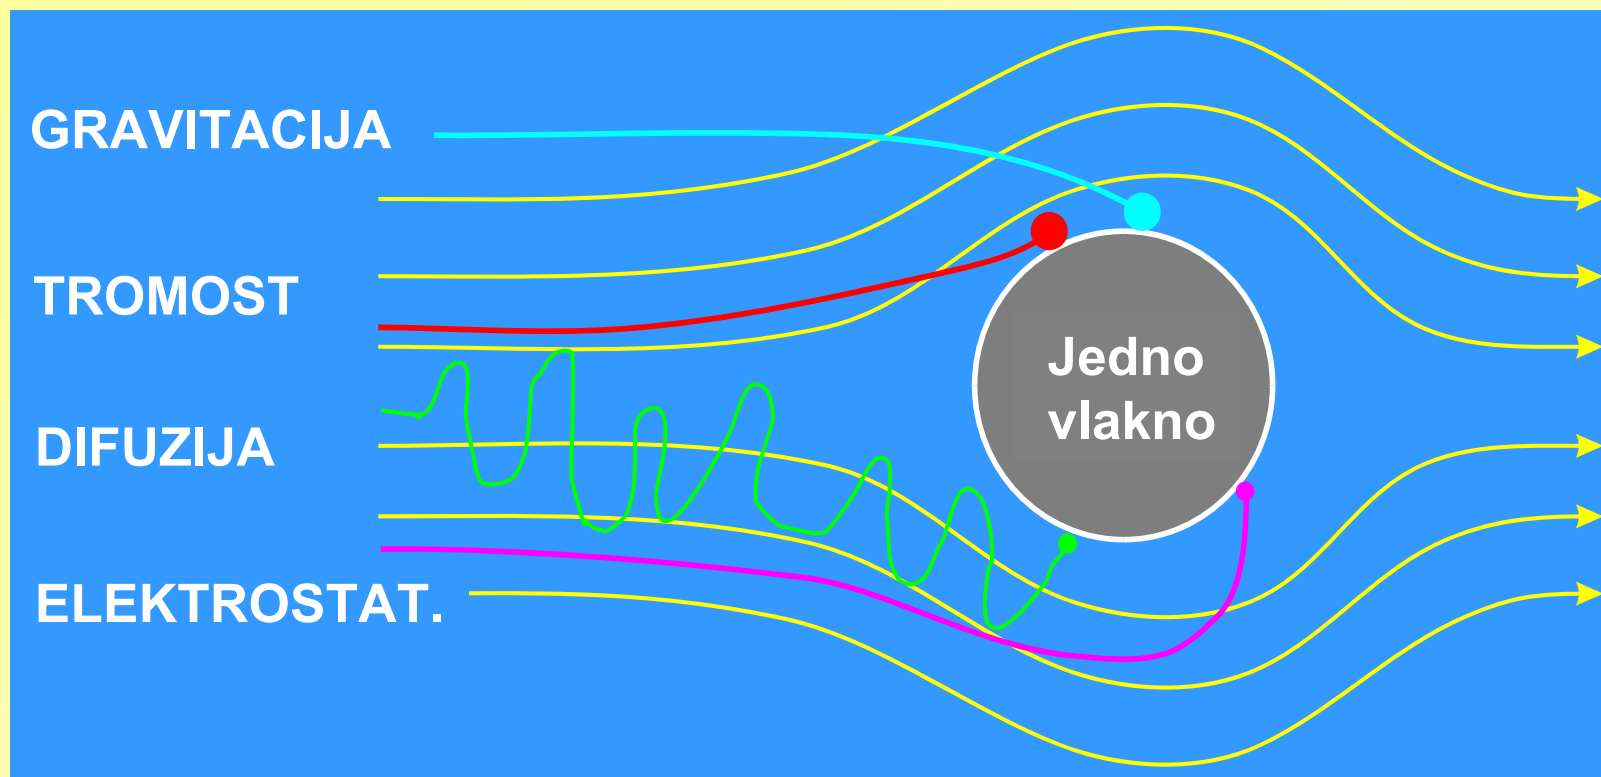 GRAVITACIJA
TROMOST
DIFUZIJA
ELEKTROSTAT.
Jedno
vlakno